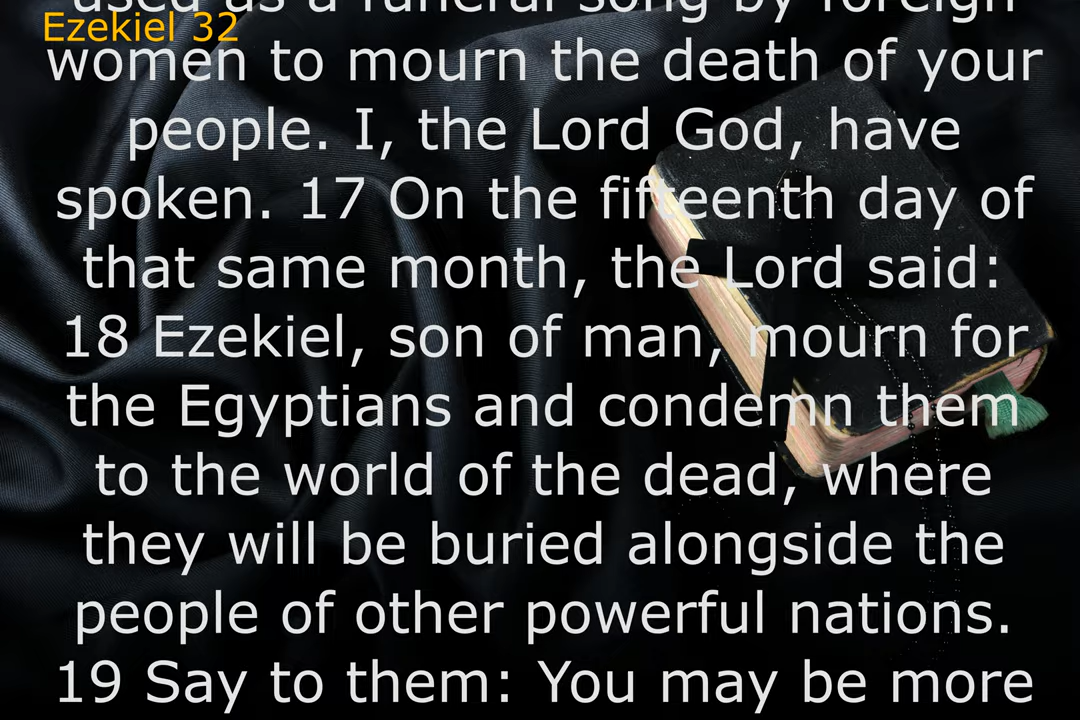 used as a funeral song by foreign
Ezekiel 32
women to mourn the death of your
people. I, the Lord God, have
spoken. 17 On the fifteenth day of
that same month, the Lord said:
18 Ezekiel, son of man, mourn for
the Egyptians and condemn them
to the world of the dead, where
they will be buried alongside the
people of other powerful nations.
19 Say to them: You may be more